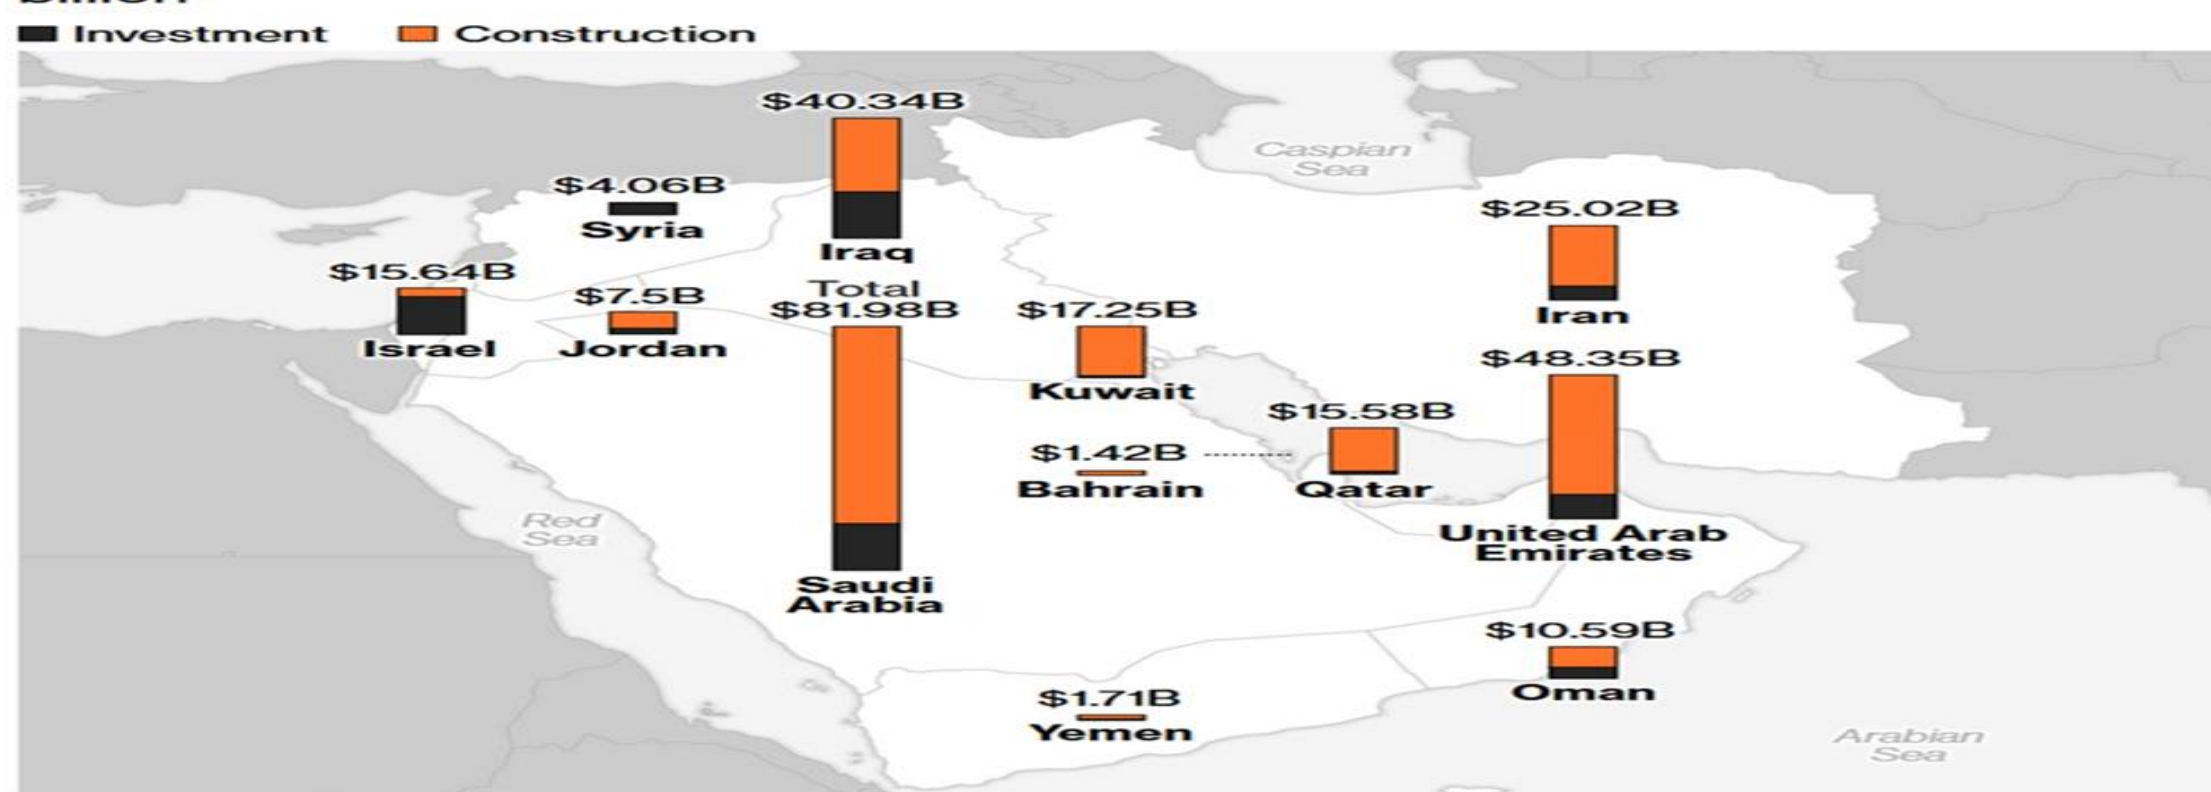 Investment
Construction
$40.34B
Iraq
Caspian
Sea
$4.06B
Syria
$25.02B
Iran
$15.64B
Israel
$7.5B
Jordan
Total
$81.98B
Saudi
Arabia
$17.25B
Kuwait
$48.35B
United Arab
Emirates
$15.58B
Qatar
$1.42B
Bahrain
Red
Sea
$10.59B
Oman
$1.71B
Yemen
Arabian
Sea